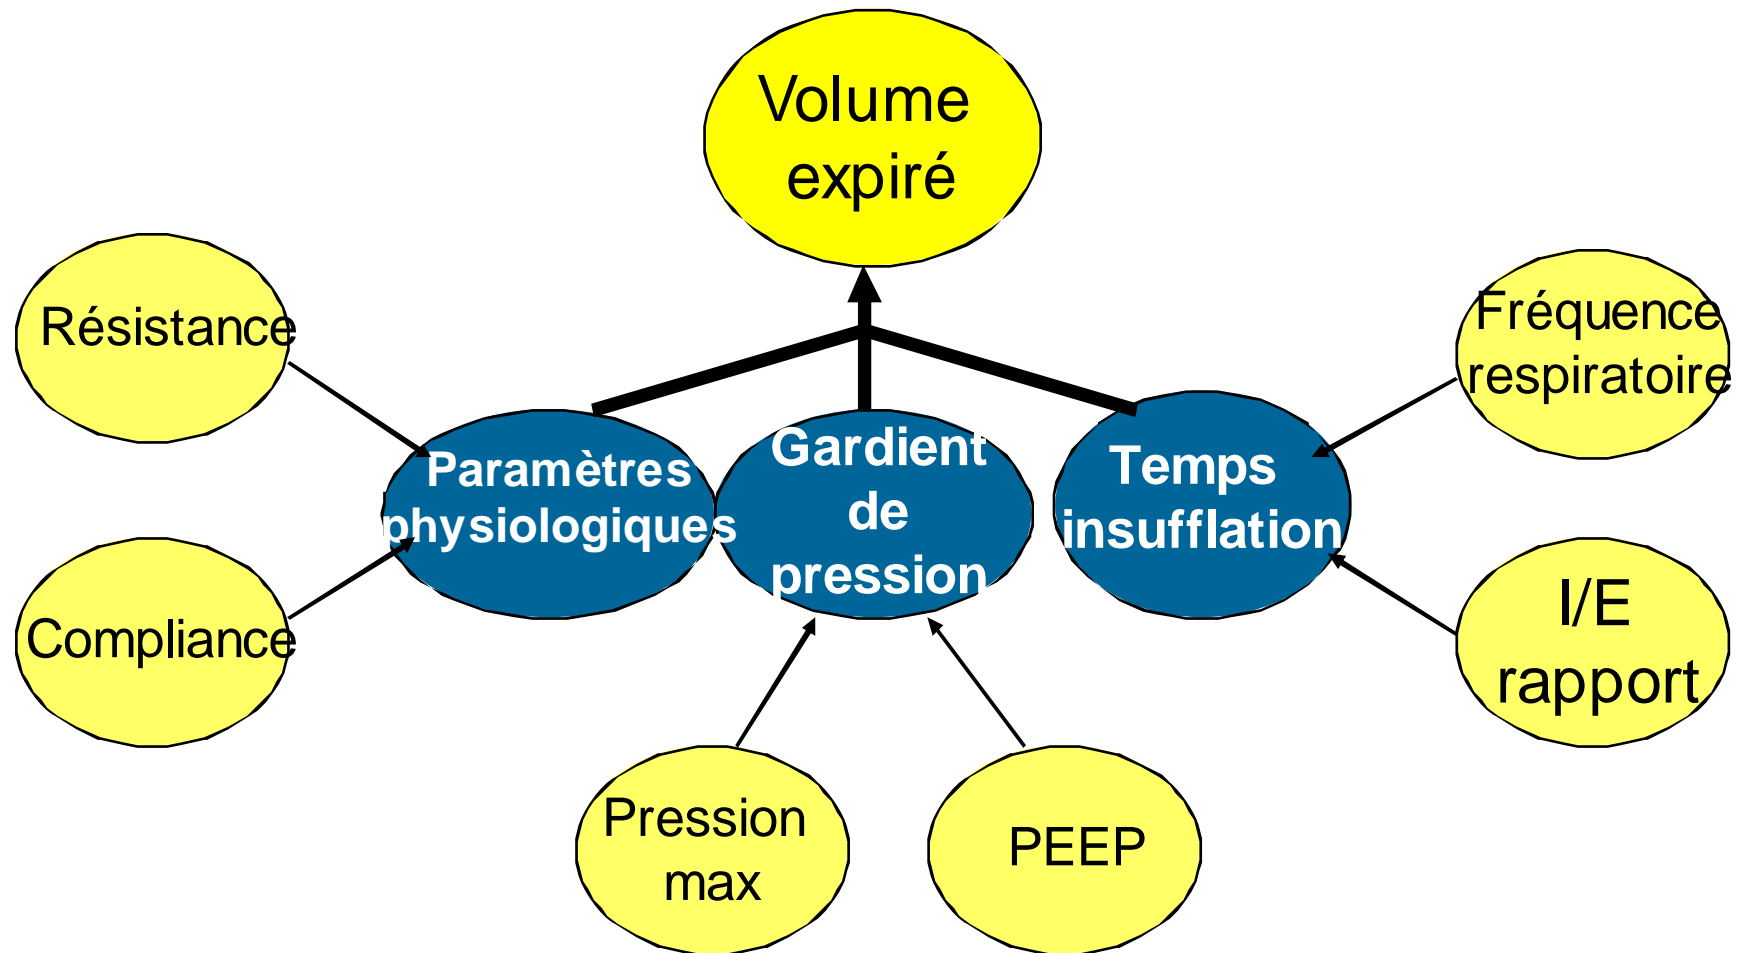 Volume
expiré
Résistance
Fréquence
respiratoire
Paramètres
physiologiques
Gardient
de
pression
Temps
insufflation
Compliance
I/E
rapport
Pression
max
PEEP